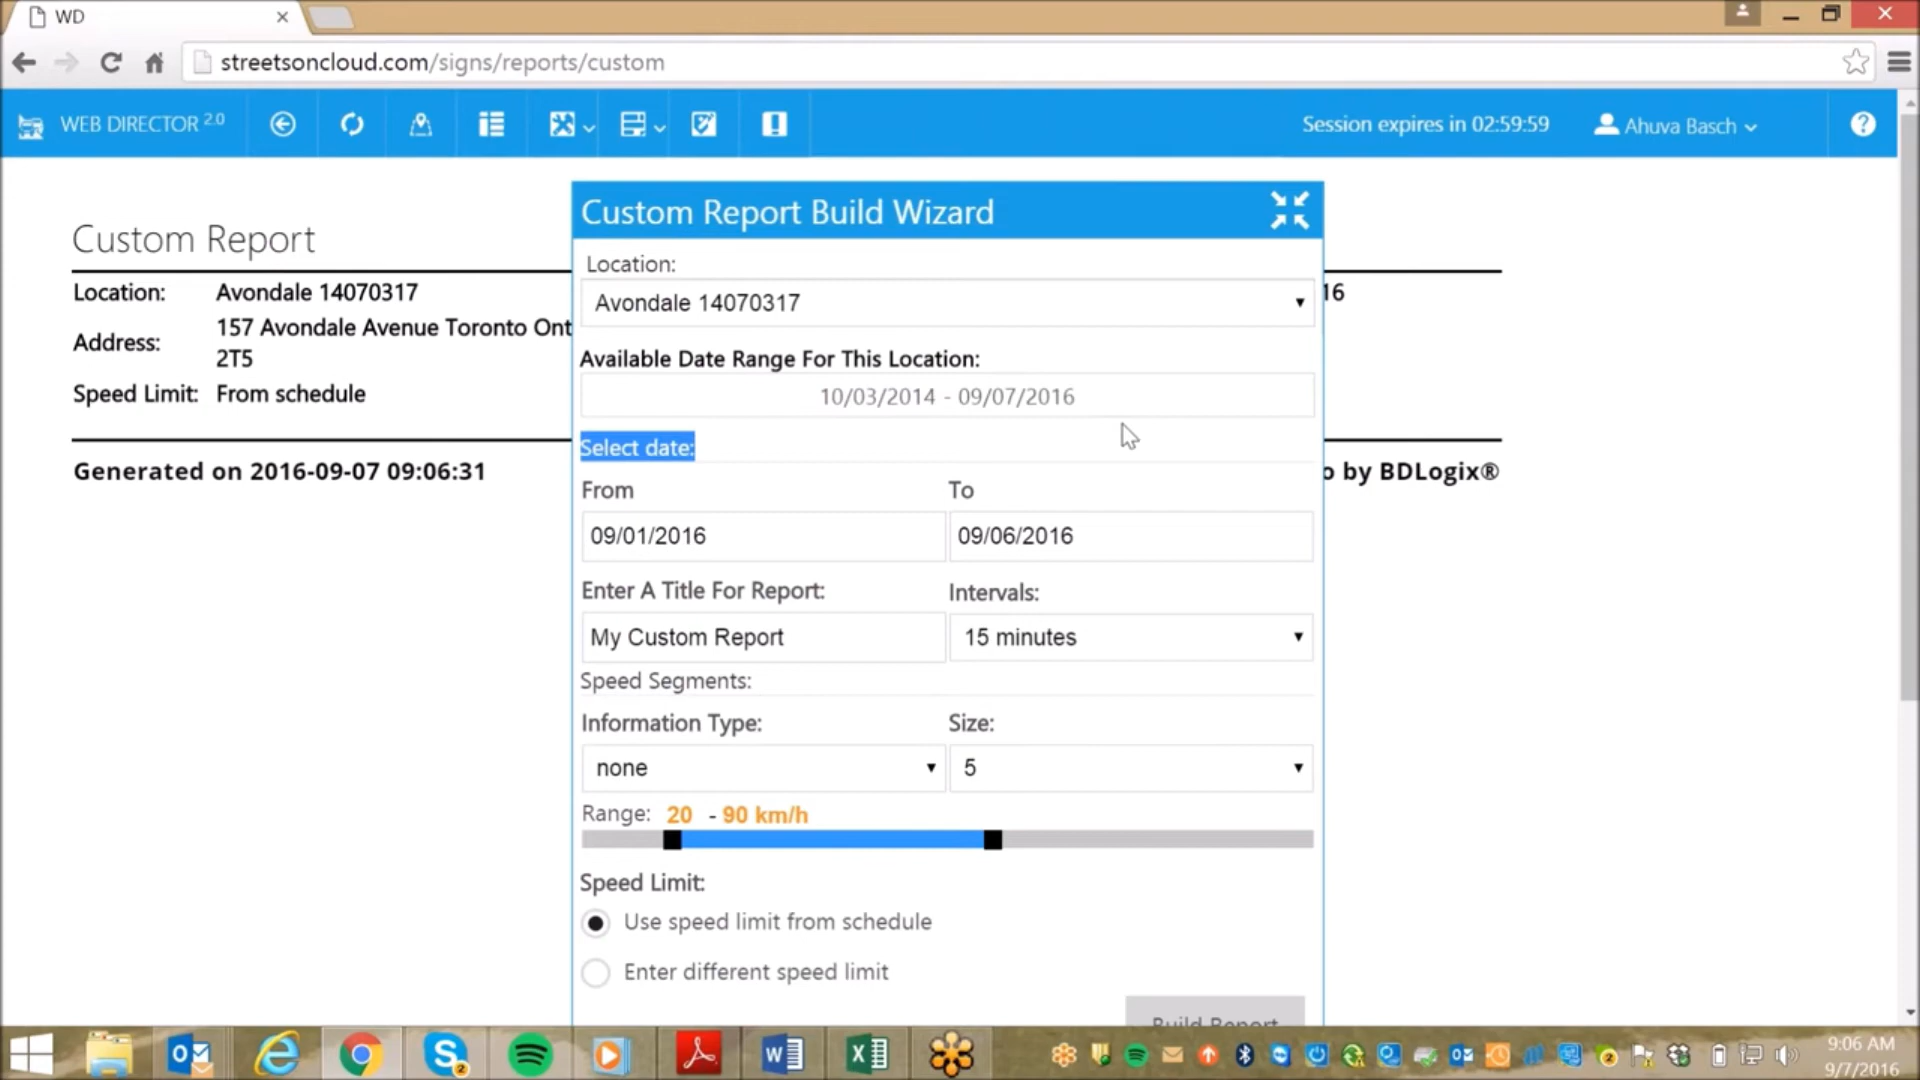 WD
streetsoncloud.com/signs/reports/custom
WEB DIRECTOR 2.0
Session expires in 02:59:59
Ahuva Basch
Custom Report
Location: Avondale 14070317
16
Address: 157 Avondale Avenue Toronto Ont
2T5
Speed Limit: From schedule
Generated on 2016-09-07 09:06:31
by BDLogix®
Custom Report Build Wizard
Location:
Avondale 14070317
Available Date Range For This Location:
10/03/2014 - 09/07/2016
Select date:
From To
09/01/2016 09/06/2016
Enter A Title For Report: Intervals:
My Custom Report 15 minutes
Speed Segments:
Information Type: Size:
none 5
Range: 20 - 90 km/h
Speed Limit:
Use speed limit from schedule
Enter different speed limit
Build Report
9:06 AM
9/7/2016